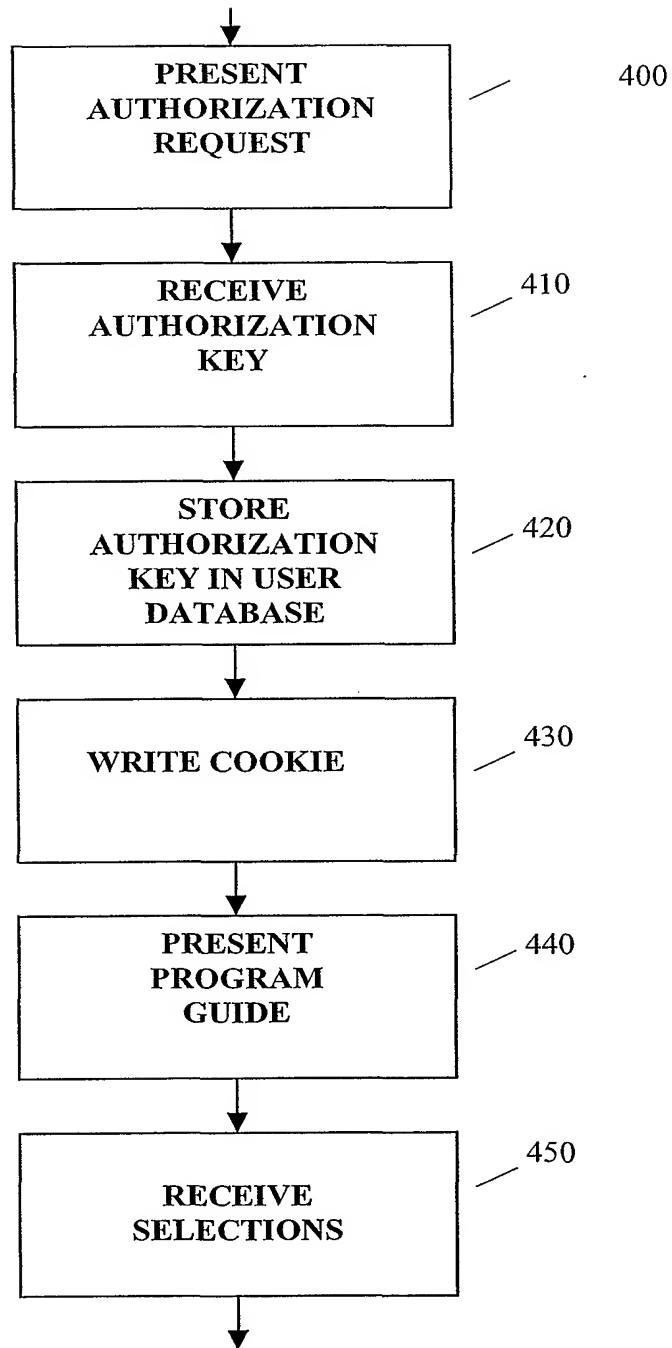 PRESENT
AUTHORIZATION
REQUEST
400
RECEIVE
AUTHORIZATION
KEY
410
STORE
AUTHORIZATION
KEY IN USER
DATABASE
420
WRITE COOKIE
430
PRESENT
PROGRAM
GUIDE
440
RECEIVE
SELECTIONS
450